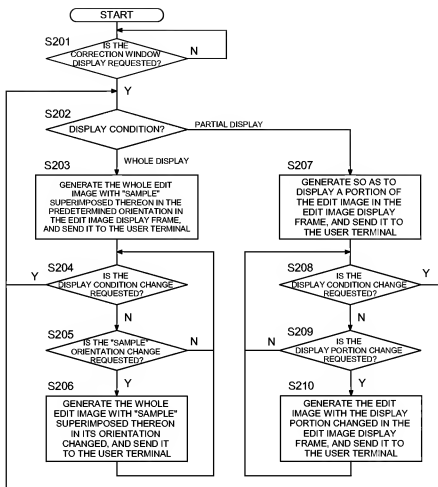 START
S201
IS THE
CORRECTION WINDOW
DISPLAY REQUESTED?
N
Y
S202
DISPLAY CONDITION?
PARTIAL DISPLAY
WHOLE DISPLAY
S203
GENERATE THE WHOLE EDIT
IMAGE WITH "SAMPLE"
SUPERIMPOSED THEREON IN THE
PREDETERMINED ORIENTATION IN
THE EDIT IMAGE DISPLAY FRAME,
AND SEND IT TO THE USER TERMINAL
S207
GENERATE SO AS TO
DISPLAY A PORTION OF
THE EDIT IMAGE IN THE
EDIT IMAGE DISPLAY
FRAME, AND SEND IT TO
THE USER TERMINAL
S204
IS THE
DISPLAY CONDITION CHANGE
REQUESTED?
Y
N
S208
IS THE
DISPLAY CONDITION CHANGE
REQUESTED?
Y
N
S205
IS THE "SAMPLE"
ORIENTATION CHANGE
REQUESTED?
N
Y
S209
IS THE
DISPLAY PORTION CHANGE
REQUESTED?
N
Y
S206
GENERATE THE WHOLE
EDIT IMAGE WITH "SAMPLE"
SUPERIMPOSED THEREON
IN ITS ORIENTATION
CHANGED, AND SEND IT
TO THE USER TERMINAL
S210
GENERATE THE EDIT
IMAGE WITH THE DISPLAY
PORTION CHANGED IN THE
EDIT IMAGE DISPLAY
FRAME, AND SEND IT TO
THE USER TERMINAL